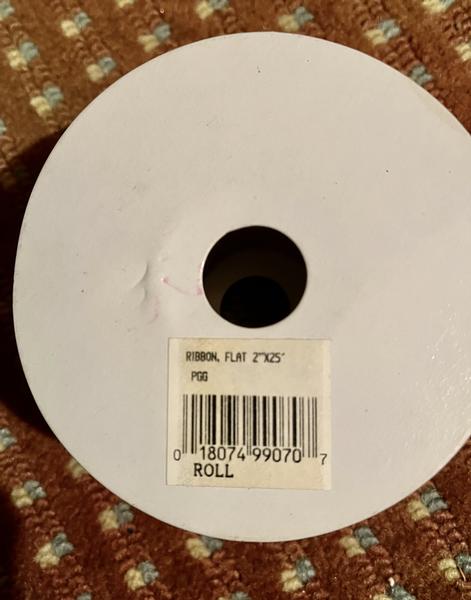 RIBBON, FLAT 2"X25'
PGG
0 18074 99070 7
ROLL